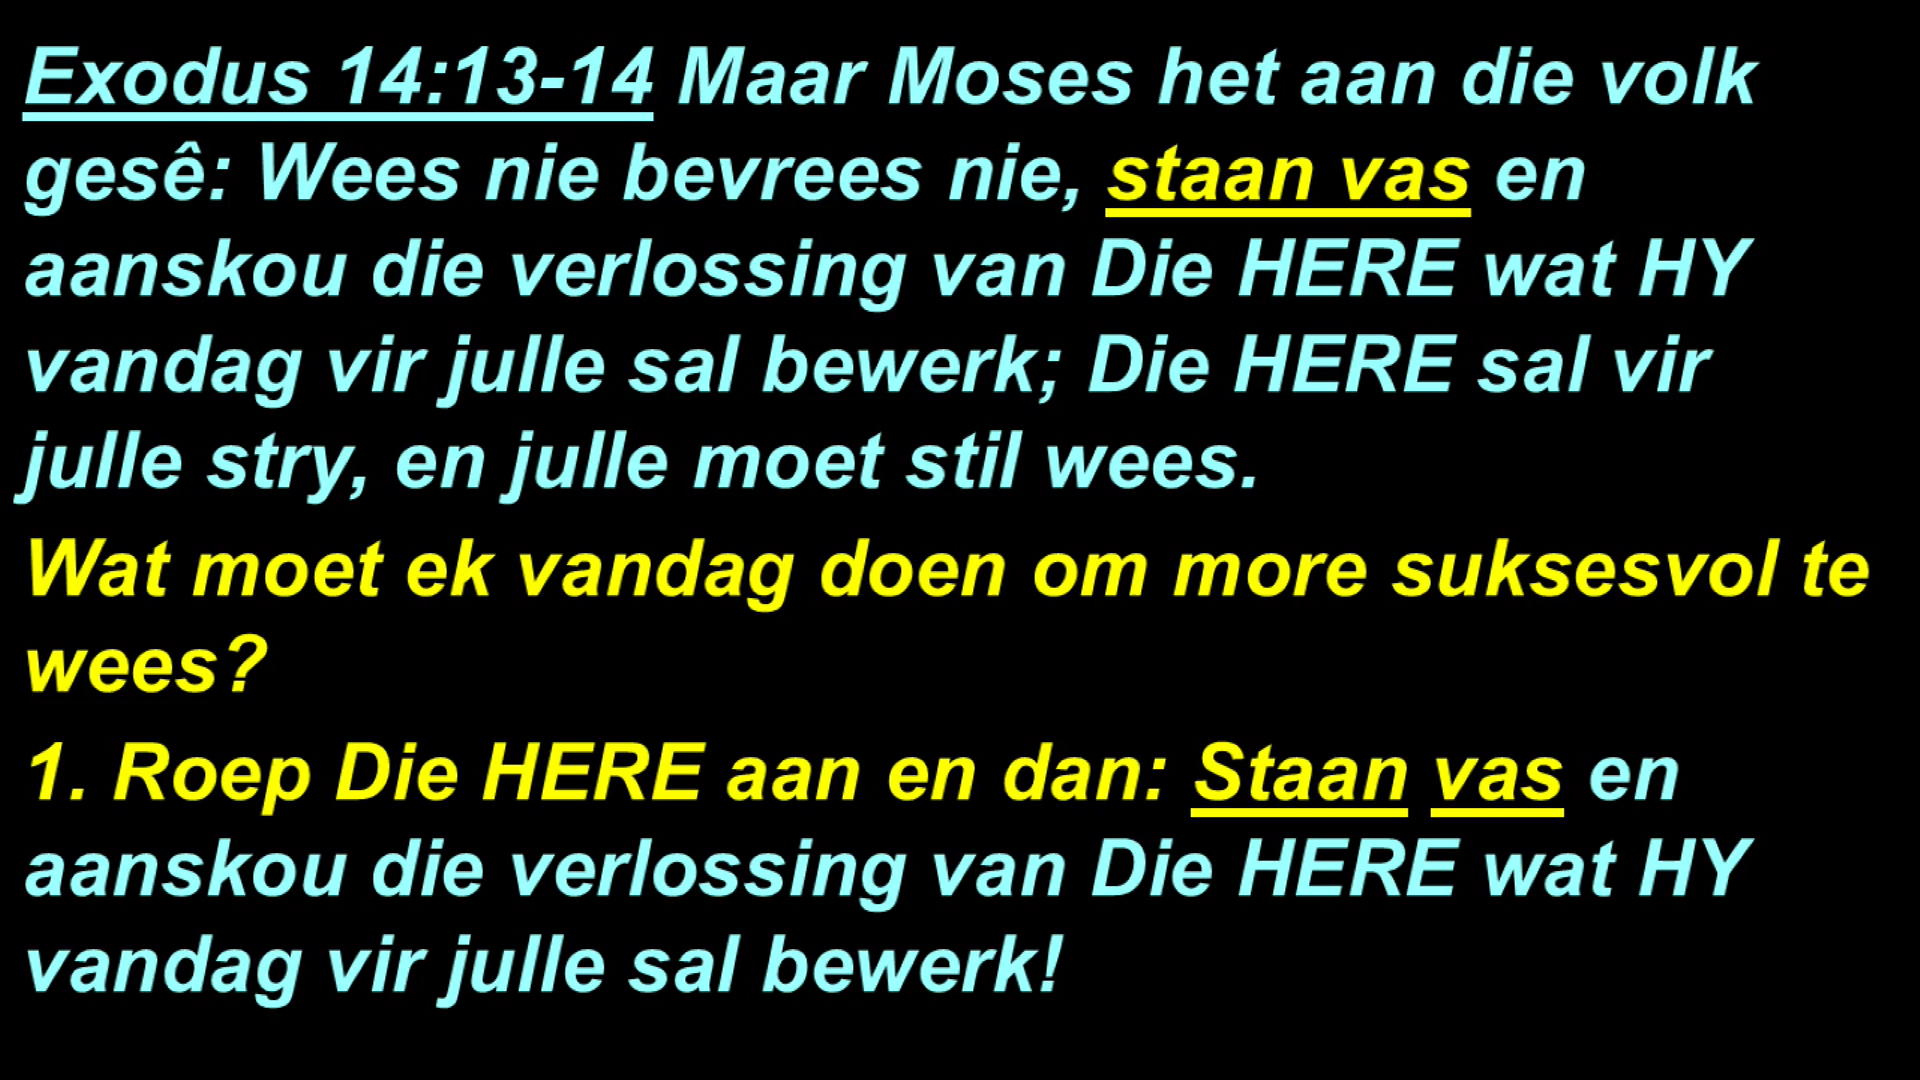 Exodus 14:13-14 Maar Moses het aan die volk
gesê: Wees nie bevrees nie, staan vas en
aanskou die verlossing van Die HERE wat HY
vandag vir julle sal bewerk; Die HERE sal vir
julle stry, en julle moet stil wees.
Wat moet ek vandag doen om more suksesvol te
wees?
1. Roep Die HERE aan en dan: Staan vas en
aanskou die verlossing van Die HERE wat HY
vandag vir julle sal bewerk!